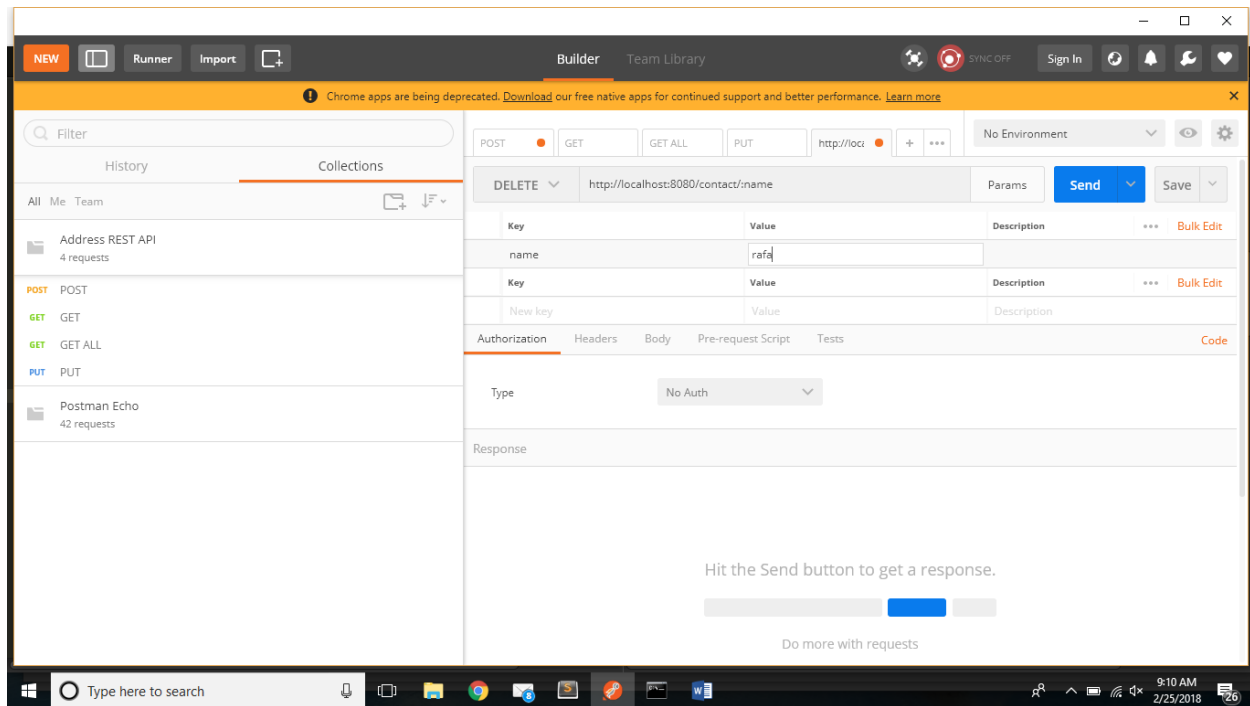 NEW Runner Import Builder Team Library SYNC OFF Sign In
Chrome apps are being deprecated. Download our free native apps for continued support and better performance. Learn more
Filter
History Collections
All Me Team
Address REST API
4 requests
POST POST
GET GET
GET GET ALL
PUT PUT
Postman Echo
42 requests
POST GET GET ALL PUT http://loca No Environment
DELETE http://localhost:8080/contact/:name Params Send Save
Key Value Description Bulk Edit
name rafa
Key Value Description Bulk Edit
New key Value Description
Authorization Headers Body Pre-request Script Tests Code
Type No Auth
Response
Hit the Send button to get a response.
Do more with requests
Type here to search 8 S W 9:10 AM
2/25/2018 26